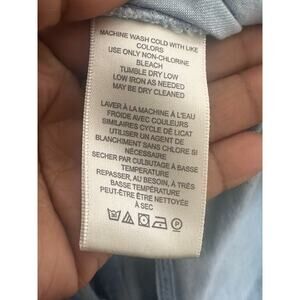 MACHINE WASH COLD WITH LIKE
COLORS
USE ONLY NON-CHLORINE
BLEACH
TUMBLE DRY LOW
LOW IRON AS NEEDED
MAY BE DRY CLEANED
LAVER À LA MACHINE À L'EAU
FROIDE AVEC COULEURS
SIMILAIRES CYCLE DÉ LICAT
UTILISER UN AGENT DE
BLANCHIMENT SANS CHLORE SI
NÉCESSAIRE
SECHER PAR CULBUTAGE À BASSE
TEMPÉRATURE
REPASSER, AU BESOIN, À TRÈS
BASSE TEMPÉRATURE
PEUT-ÊTRE ÊTRE NETTOYÉE
À SEC
P